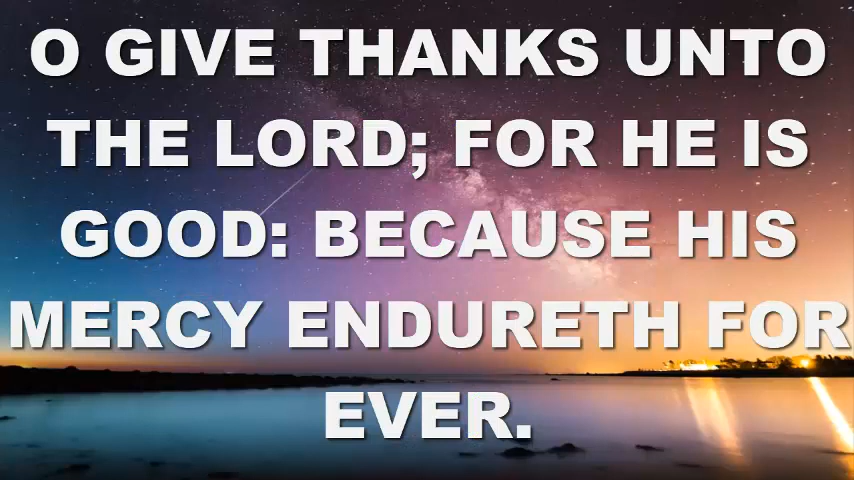 O GIVE THANKS UNTO
THE LORD; FOR HE IS
GOOD: BECAUSE HIS
MERCY ENDURETH FOR
EVER.